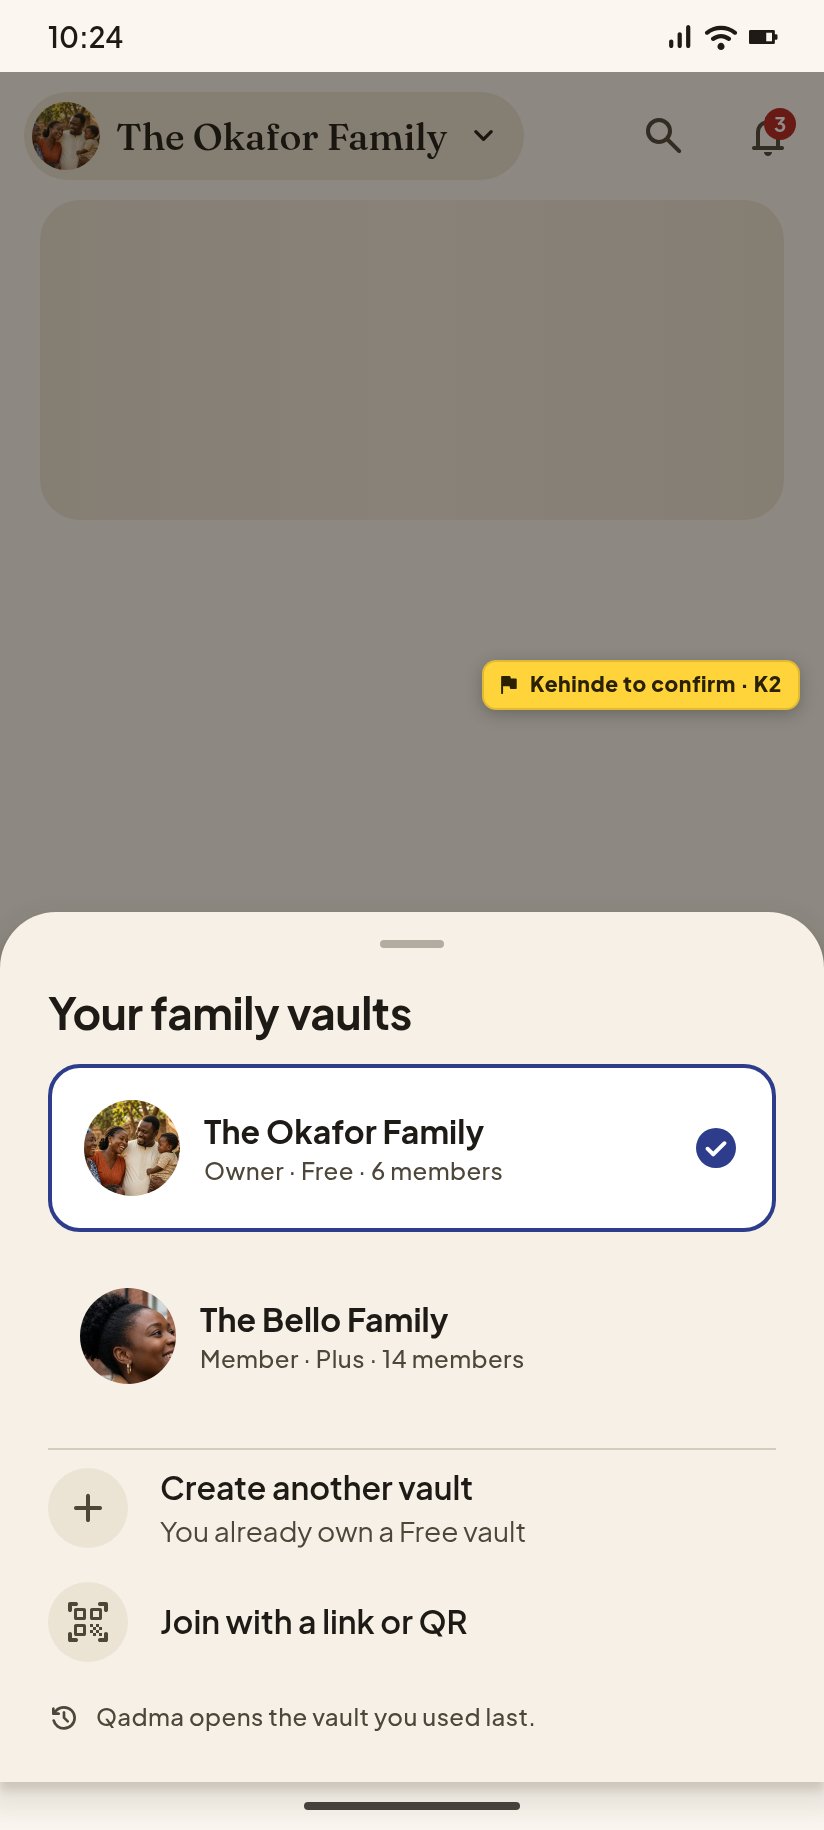 10:24
The Okafor Family
3
Kehinde to confirm · K2
Your family vaults
The Okafor Family
Owner · Free · 6 members
The Bello Family
Member · Plus · 14 members
Create another vault
You already own a Free vault
Join with a link or QR
Qadma opens the vault you used last.